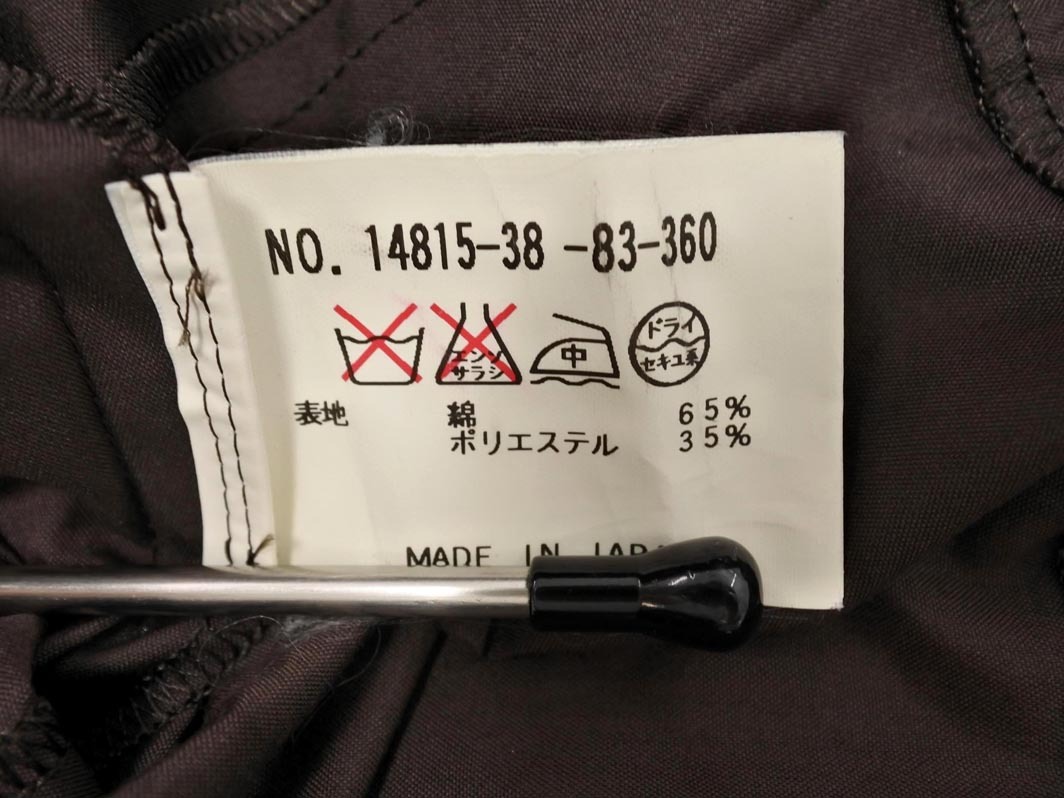 NO. 14815-38 -83-360
エンソ
サラシ
中
ドライ
セキユ系
表地 綿 65%
ポリエステル 35%
MADE IN JAPA